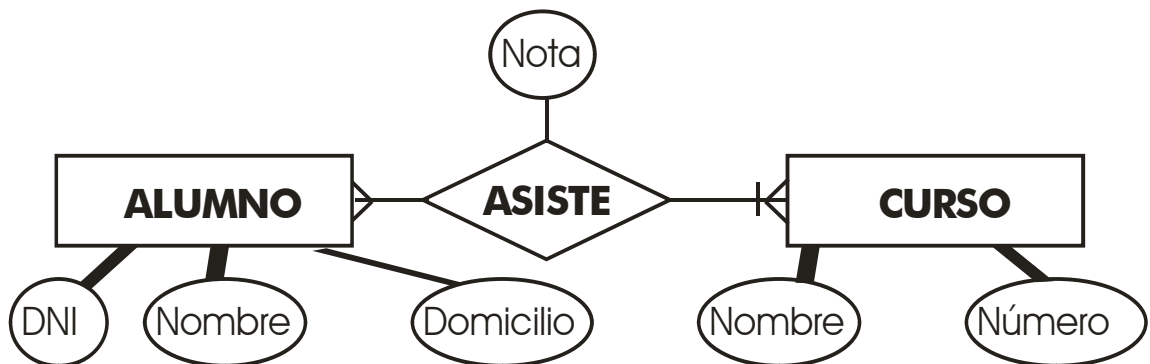 Nota
ALUMNO
ASISTE
CURSO
DNI
Nombre
Domicilio
Nombre
Número